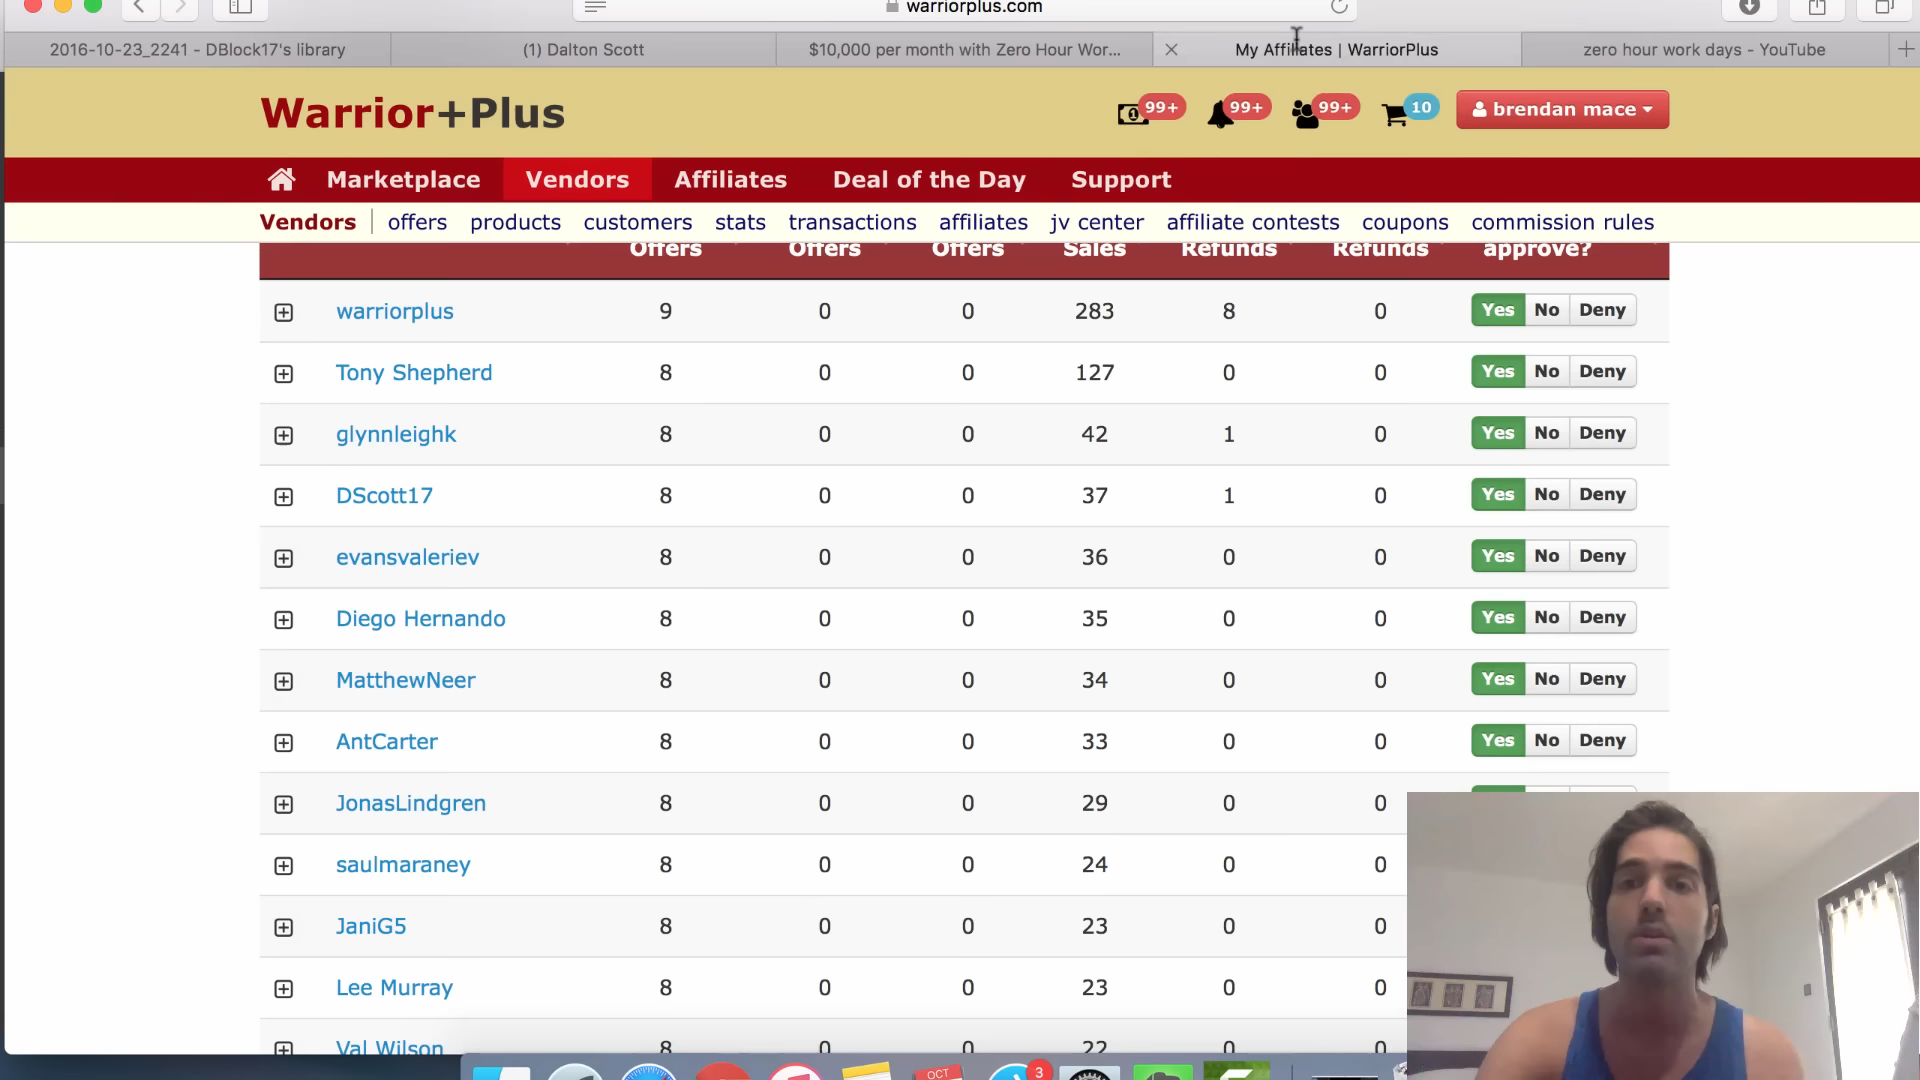 warriorplus.com
2016-10-23_2241 - DBlock17's library
(1) Dalton Scott
$10,000 per month with Zero Hour Wor...
My Affiliates | WarriorPlus
zero hour work days - YouTube
Warrior+Plus
99+
99+
99+
10
brendan mace
Marketplace
Vendors
Affiliates
Deal of the Day
Support
Vendors
offers
products
customers
stats
transactions
affiliates
jv center
affiliate contests
coupons
commission rules
Offers Offers Offers Sales Refunds Refunds approve?
warriorplus 9 0 0 283 8 0 Yes No Deny
Tony Shepherd 8 0 0 127 0 0 Yes No Deny
glynnleighk 8 0 0 42 1 0 Yes No Deny
DScott17 8 0 0 37 1 0 Yes No Deny
evansvaleriev 8 0 0 36 0 0 Yes No Deny
Diego Hernando 8 0 0 35 0 0 Yes No Deny
MatthewNeer 8 0 0 34 0 0 Yes No Deny
AntCarter 8 0 0 33 0 0 Yes No Deny
JonasLindgren 8 0 0 29 0 0
saulmaraney 8 0 0 24 0 0
JaniG5 8 0 0 23 0 0
Lee Murray 8 0 0 23 0 0
Val Wilson 8 0 0 22 0 0
OCT
3